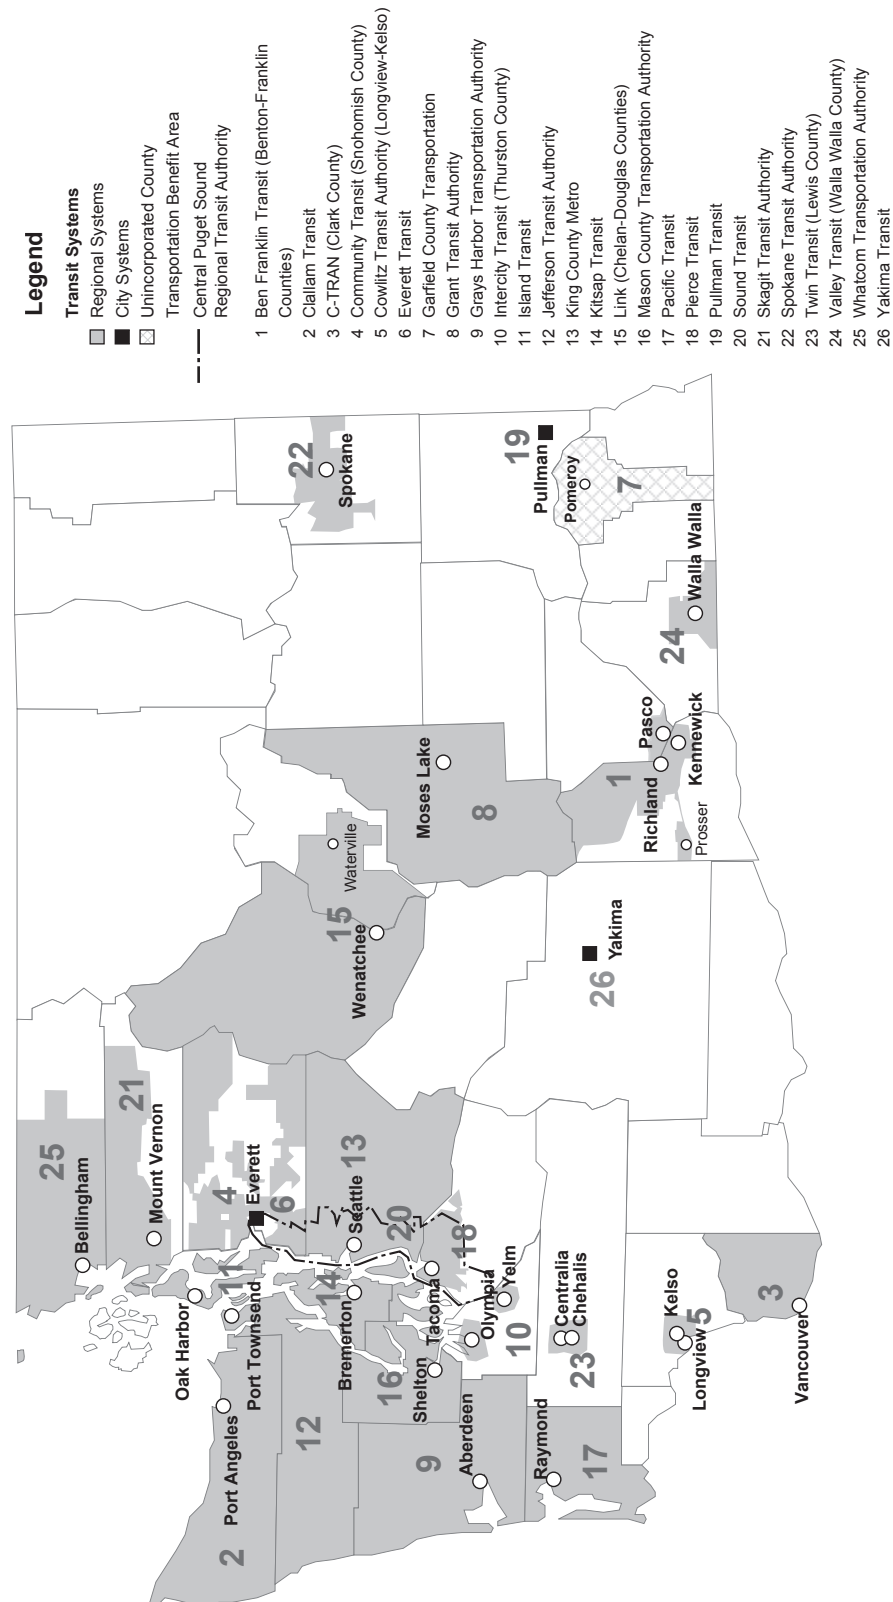 Legend
Transit Systems
Regional Systems
City Systems
Unincorporated County
Transportation Benefit Area
Central Puget Sound
Regional Transit Authority
1 Ben Franklin Transit (Benton-Franklin
Counties)
2 Clallam Transit
3 C-TRAN (Clark County)
4 Community Transit (Snohomish County)
5 Cowlitz Transit Authority (Longview-Kelso)
6 Everett Transit
7 Garfield County Transportation
8 Grant Transit Authority
9 Grays Harbor Transportation Authority
10 Intercity Transit (Thurston County)
11 Island Transit
12 Jefferson Transit Authority
13 King County Metro
14 Kitsap Transit
15 Link (Chelan-Douglas Counties)
16 Mason County Transportation Authority
17 Pacific Transit
18 Pierce Transit
19 Pullman Transit
20 Sound Transit
21 Skagit Transit Authority
22 Spokane Transit Authority
23 Twin Transit (Lewis County)
24 Valley Transit (Walla Walla County)
25 Whatcom Transportation Authority
26 Yakima Transit
25
Bellingham
21
Mount Vernon
Oak Harbor
11
4
Everett
6
Port Angeles
Port Townsend
2
12
14
Bremerton
Seattle
13
20
16
Shelton
Tacoma
18
9
Aberdeen
Olympia
Yelm
10
Raymond
17
Centralia
Chehalis
23
Kelso
Longview
5
3
Vancouver
15
Wenatchee
Waterville
Moses Lake
8
22
Spokane
19
Pullman
Pomeroy
7
26
Yakima
1
Richland
Pasco
Kennewick
Prosser
24
Walla Walla